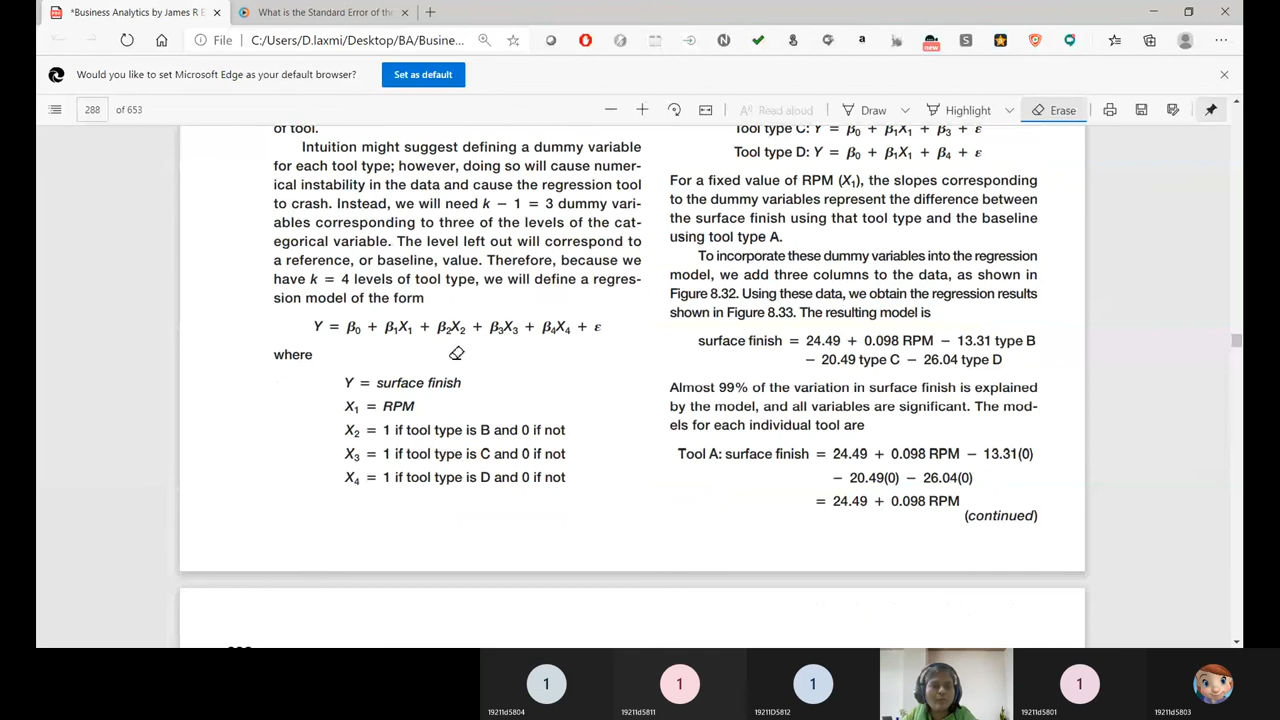 *Business Analytics by James R E
What is the Standard Error of the
File
C:/Users/D.laxmi/Desktop/BA/Busine...
Would you like to set Microsoft Edge as your default browser?
Set as default
288 of 653
Read aloud
Draw
Highlight
Erase
of tool.
Intuition might suggest defining a dummy variable
for each tool type; however, doing so will cause numer-
ical instability in the data and cause the regression tool
to crash. Instead, we will need k − 1 = 3 dummy vari-
ables corresponding to three of the levels of the cat-
egorical variable. The level left out will correspond to
a reference, or baseline, value. Therefore, because we
have k = 4 levels of tool type, we will define a regres-
sion model of the form
Y = β₀ + β₁X₁ + β₂X₂ + β₃X₃ + β₄X₄ + ε
where
Y = surface finish
X₁ = RPM
X₂ = 1 if tool type is B and 0 if not
X₃ = 1 if tool type is C and 0 if not
X₄ = 1 if tool type is D and 0 if not
Tool type C: Y = β₀ + β₁X₁ + β₃ + ε
Tool type D: Y = β₀ + β₁X₁ + β₄ + ε
For a fixed value of RPM (X₁), the slopes corresponding
to the dummy variables represent the difference between
the surface finish using that tool type and the baseline
using tool type A.
To incorporate these dummy variables into the regression
model, we add three columns to the data, as shown in
Figure 8.32. Using these data, we obtain the regression results
shown in Figure 8.33. The resulting model is
surface finish = 24.49 + 0.098 RPM − 13.31 type B
− 20.49 type C − 26.04 type D
Almost 99% of the variation in surface finish is explained
by the model, and all variables are significant. The mod-
els for each individual tool are
Tool A: surface finish = 24.49 + 0.098 RPM − 13.31(0)
− 20.49(0) − 26.04(0)
= 24.49 + 0.098 RPM
(continued)
1
1
1
1
19211d5804
19211d5811
19211D5812
19211d5801
19211d5803